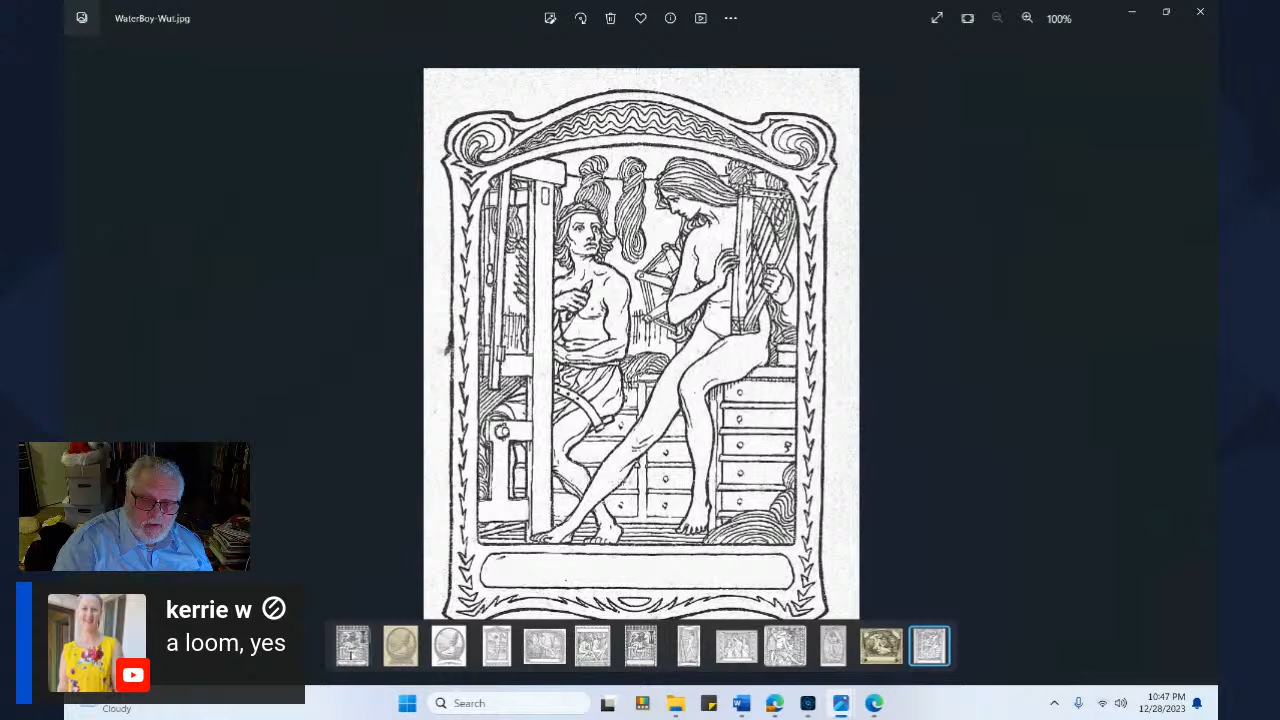 WaterBoy-Wut.jpg
100%
kerrie w
a loom, yes
Search
Cloudy
10:47 PM
12/28/2023